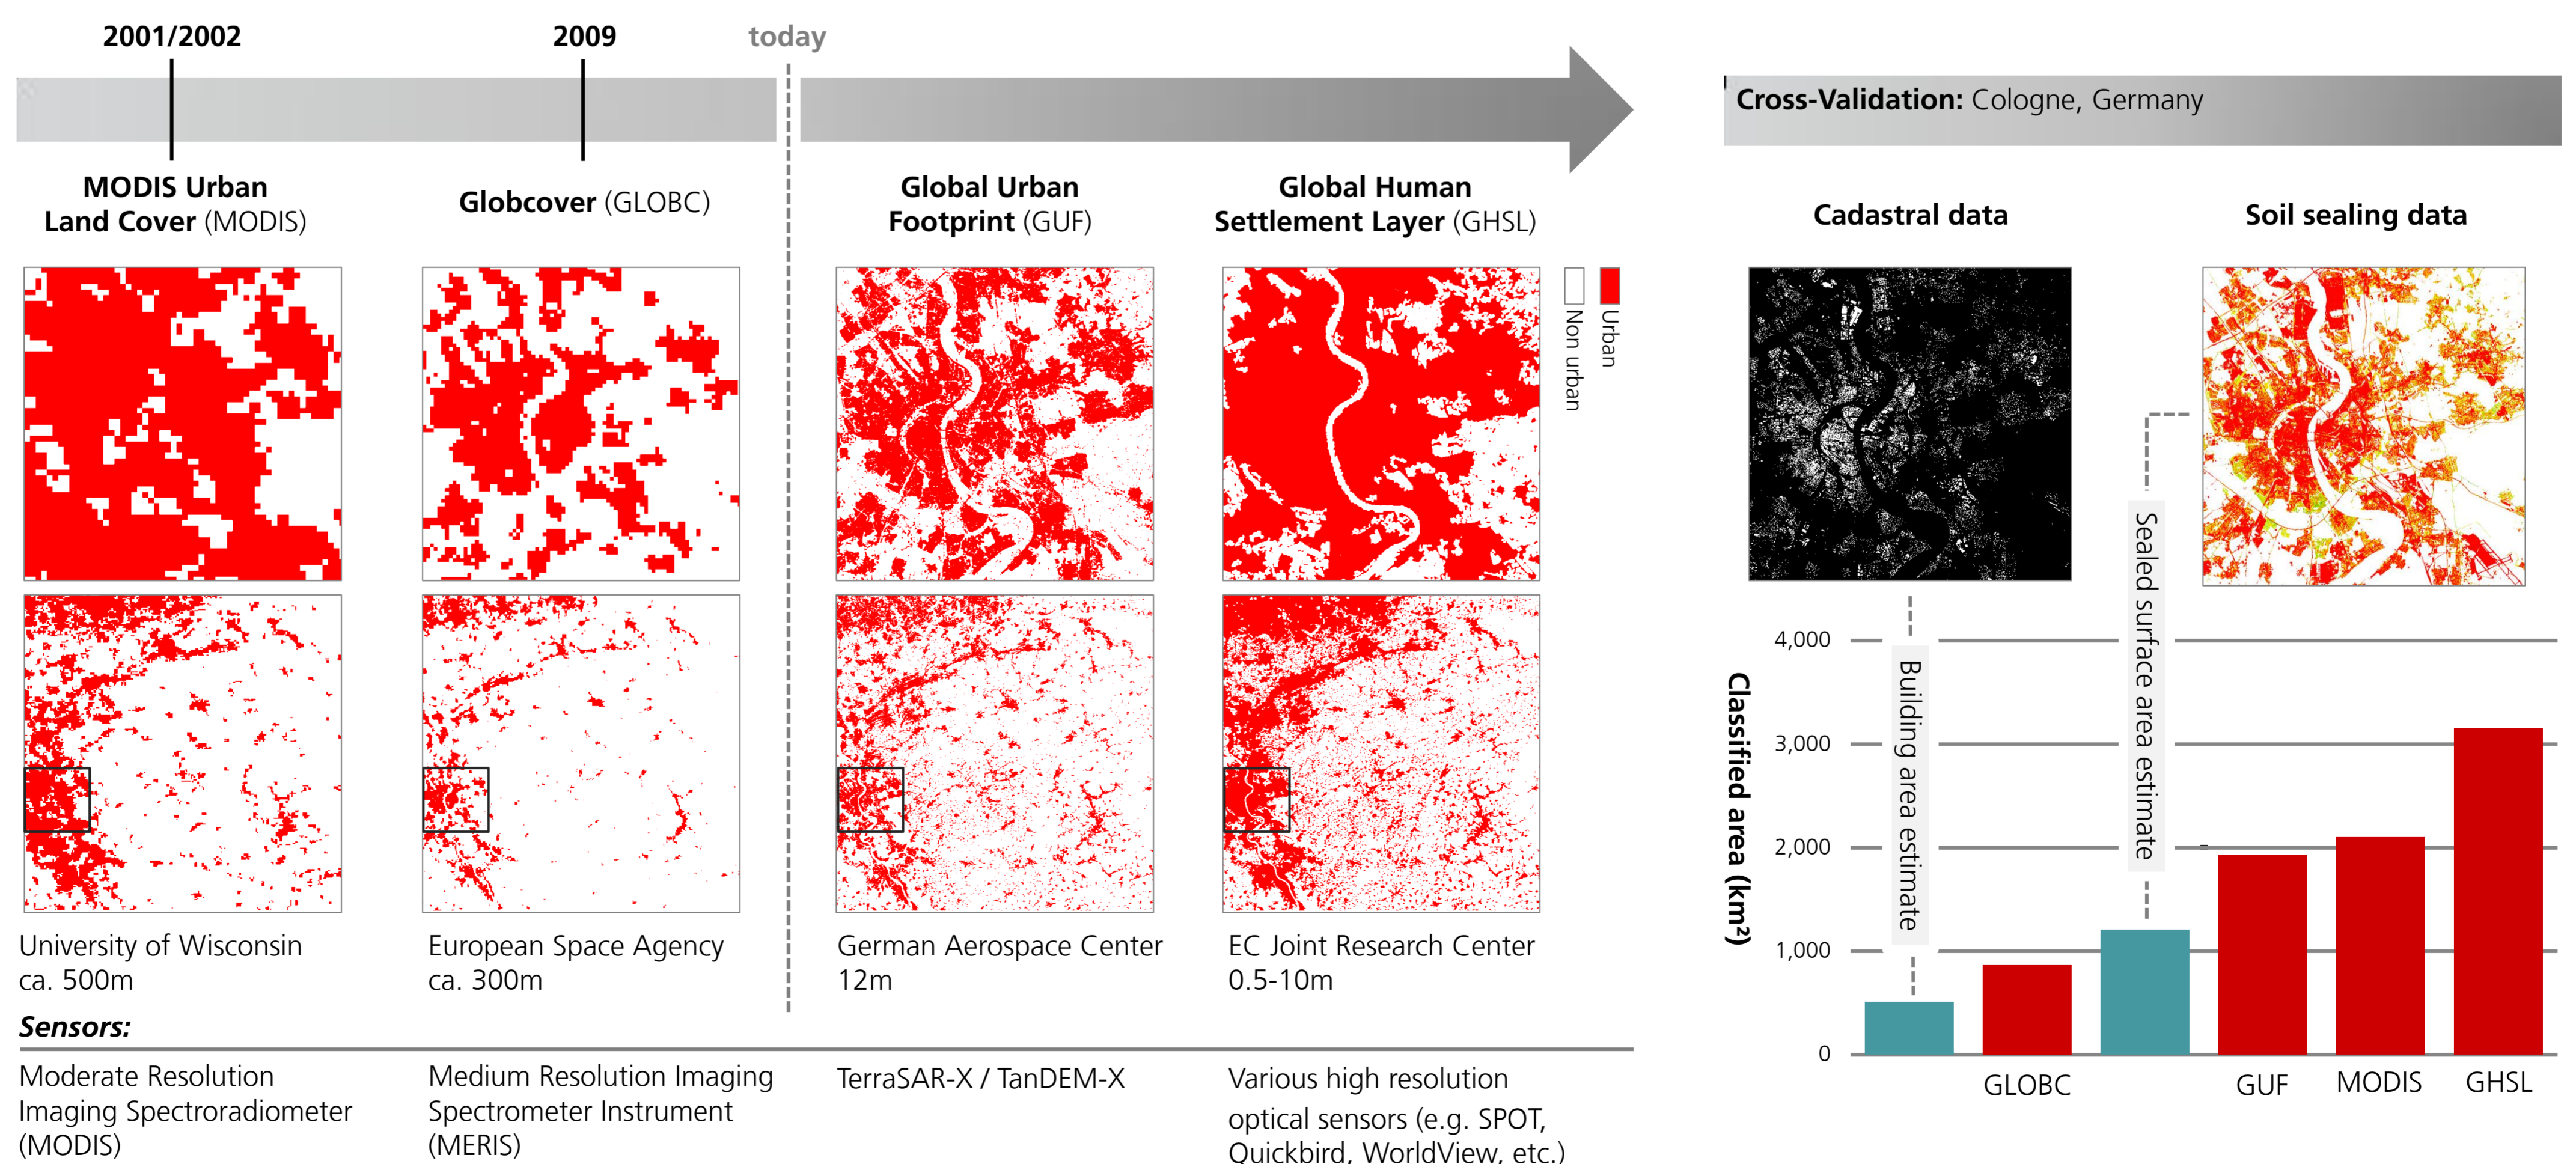 2001/2002
2009
today
MODIS Urban
Land Cover (MODIS)
Globcover (GLOBC)
Global Urban
Footprint (GUF)
Global Human
Settlement Layer (GHSL)
Urban
Non urban
University of Wisconsin
ca. 500m
European Space Agency
ca. 300m
German Aerospace Center
12m
EC Joint Research Center
0.5-10m
Sensors:
Moderate Resolution
Imaging Spectroradiometer
(MODIS)
Medium Resolution Imaging
Spectrometer Instrument
(MERIS)
TerraSAR-X / TanDEM-X
Various high resolution
optical sensors (e.g. SPOT,
Quickbird, WorldView, etc.)
Cross-Validation: Cologne, Germany
Cadastral data
Soil sealing data
Classified area (km²)
4,000
3,000
2,000
1,000
0
Building area estimate
Sealed surface area estimate
GLOBC
GUF
MODIS
GHSL